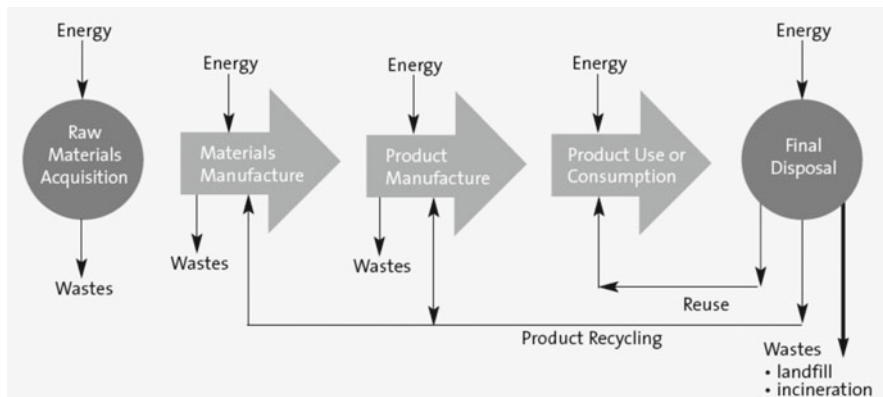 Energy
Raw
Materials
Acquisition
Wastes
Energy
Materials
Manufacture
Wastes
Energy
Product
Manufacture
Wastes
Energy
Product Use or
Consumption
Energy
Final
Disposal
Reuse
Product Recycling
Wastes
• landfill
• incineration